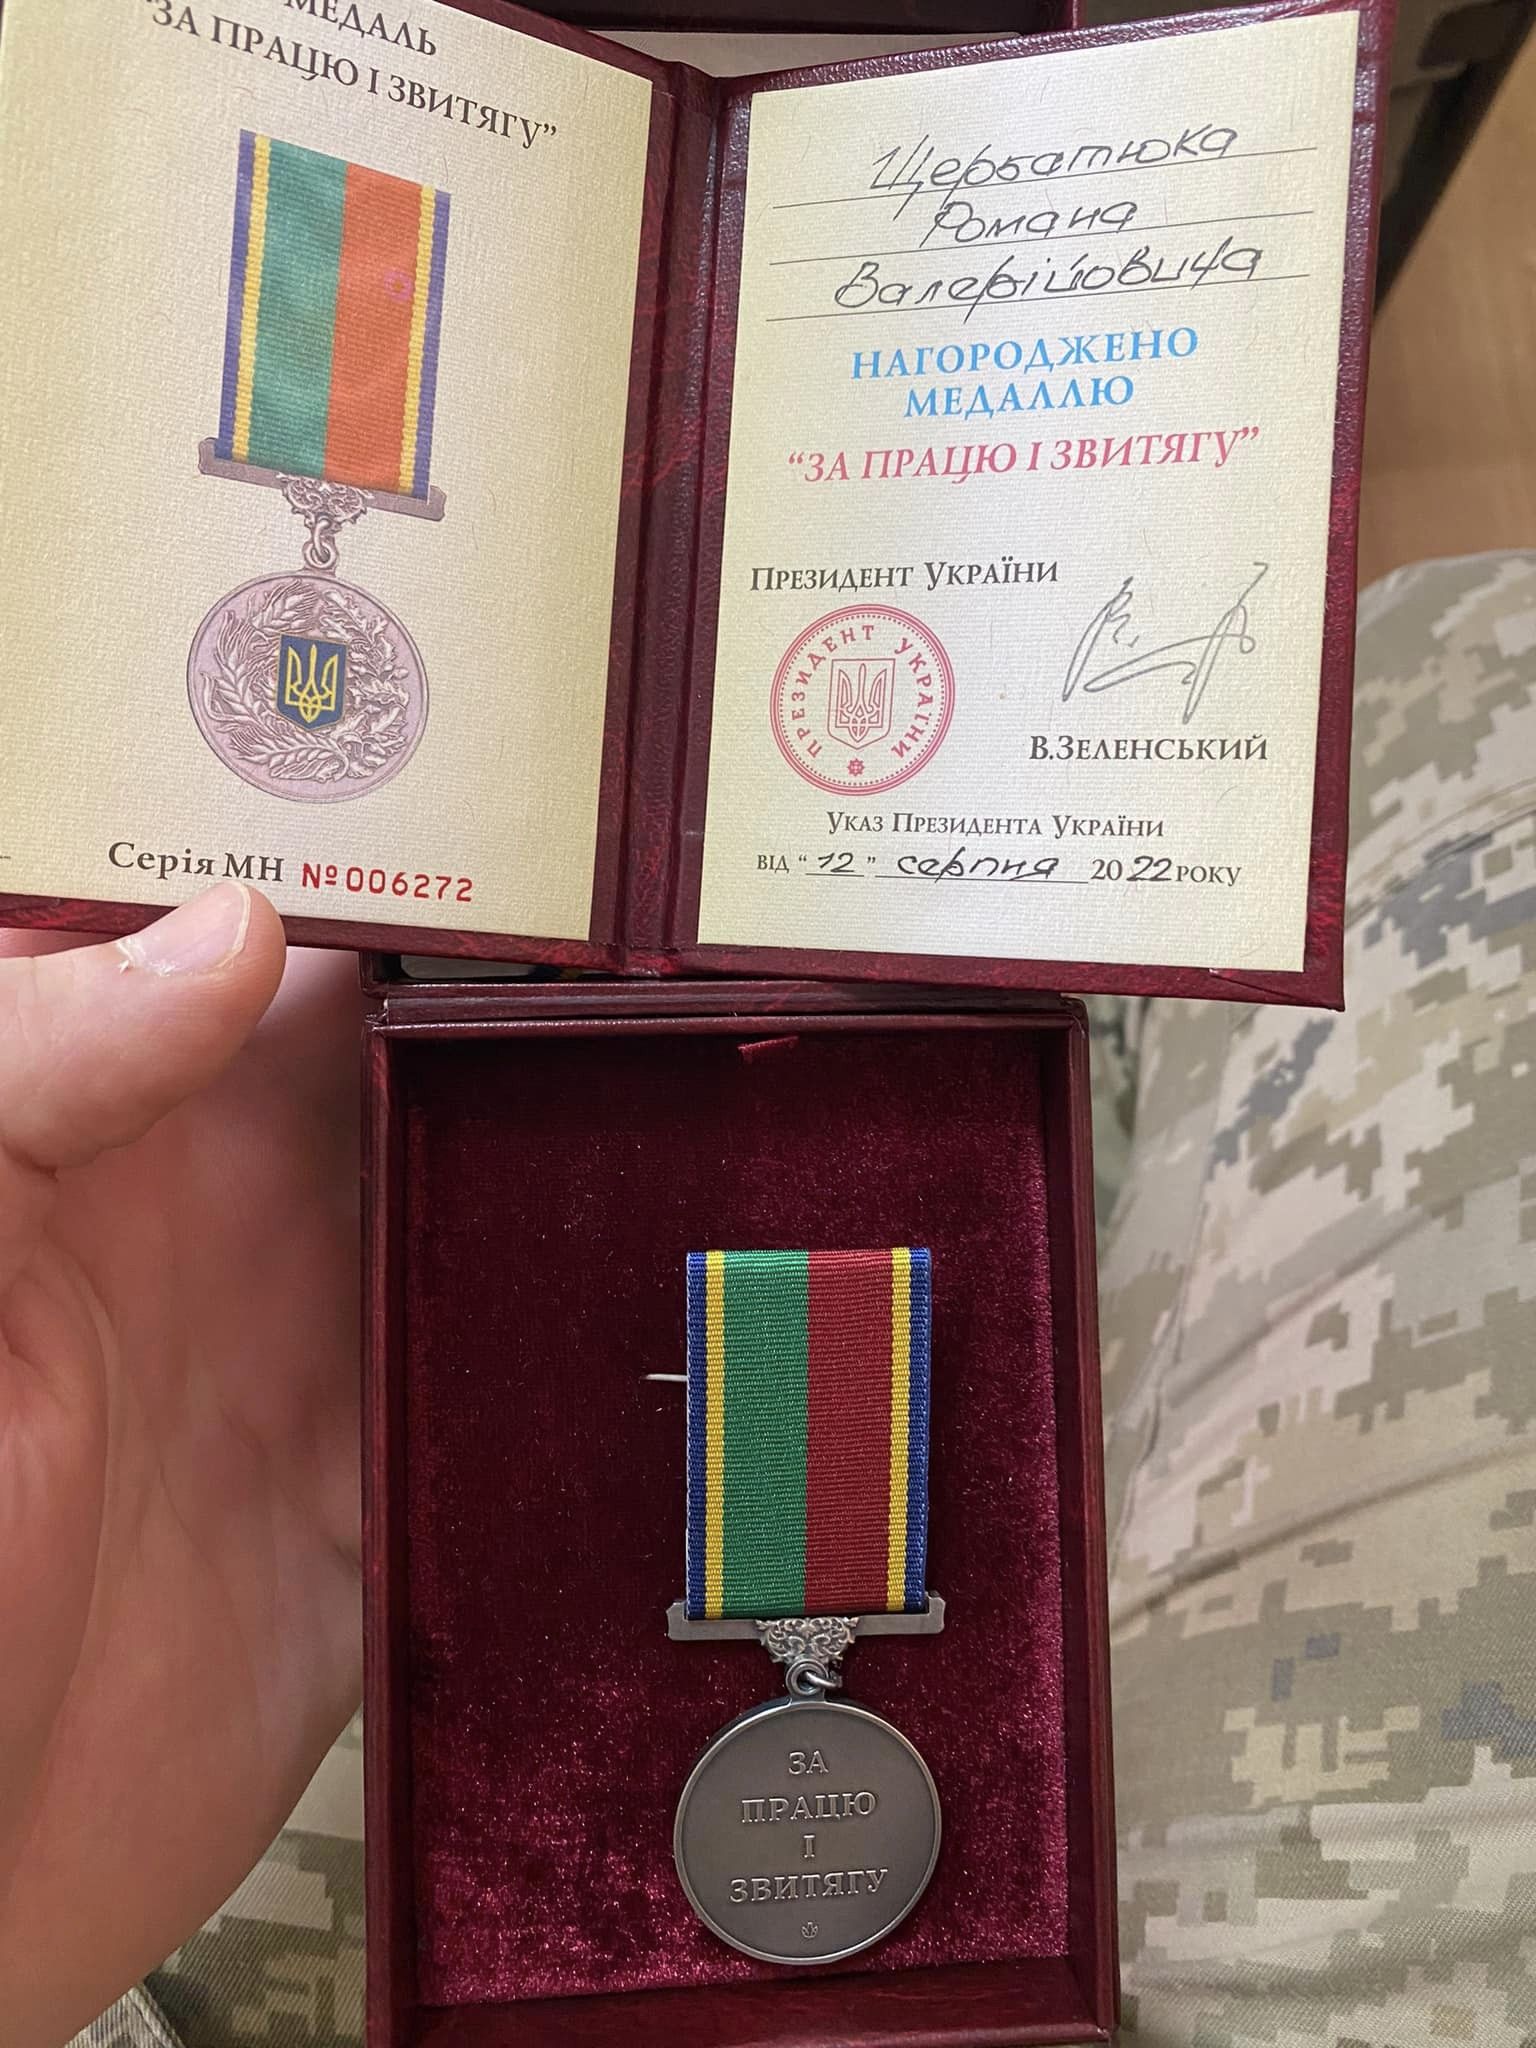 МЕДАЛЬ
“ЗА ПРАЦЮ І ЗВИТЯГУ”
Серія МН №006272
Щербатюка
Романа
Валерійовича
НАГОРОДЖЕНО
МЕДАЛЛЮ
“ЗА ПРАЦЮ І ЗВИТЯГУ”
ПРЕЗИДЕНТ УКРАЇНИ
ПРЕЗИДЕНТ УКРАЇНИ
В.ЗЕЛЕНСЬКИЙ
УКАЗ ПРЕЗИДЕНТА УКРАЇНИ
ВІД “12” серпня 2022 РОКУ
ЗА
ПРАЦЮ
І
ЗВИТЯГУ